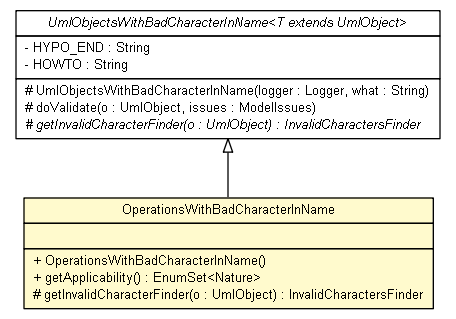 UmlObjectsWithBadCharacterInName<T extends UmlObject>
- HYPO_END : String
- HOWTO : String
# UmlObjectsWithBadCharacterInName(logger : Logger, what : String)
# doValidate(o : UmlObject, issues : ModelIssues)
# getInvalidCharacterFinder(o : UmlObject) : InvalidCharactersFinder
OperationsWithBadCharacterInName
+ OperationsWithBadCharacterInName()
+ getApplicability() : EnumSet<Nature>
# getInvalidCharacterFinder(o : UmlObject) : InvalidCharactersFinder